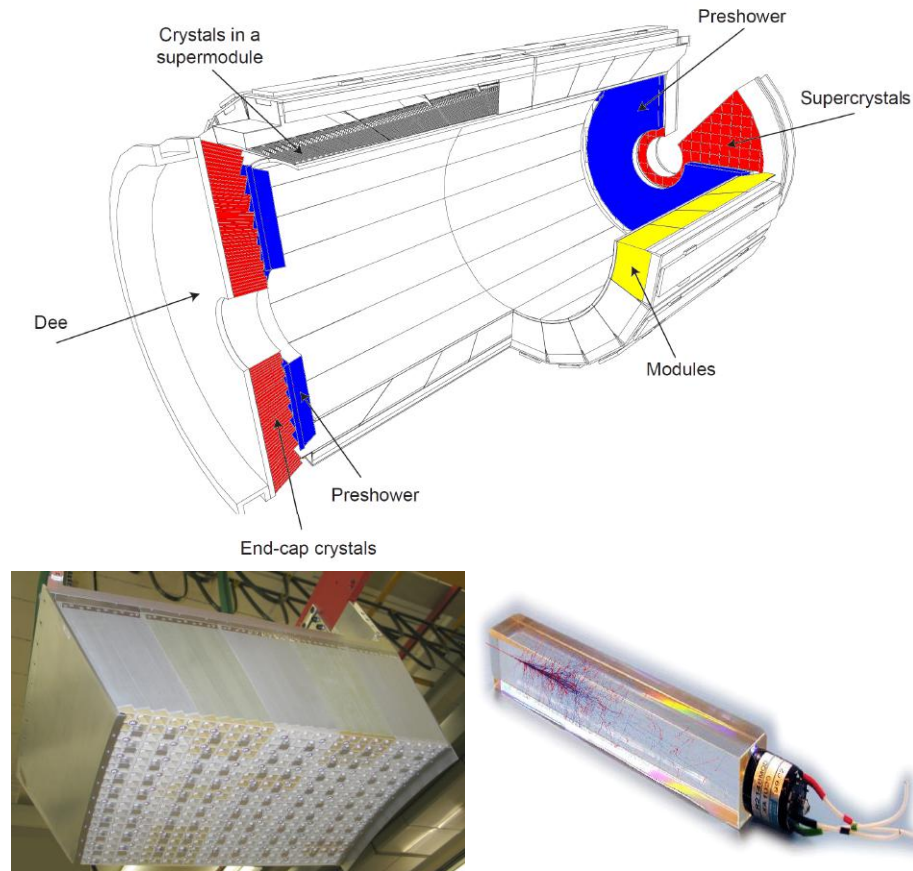 Preshower
Crystals in a
supermodule
Supercrystals
Dee
Modules
Preshower
End-cap crystals